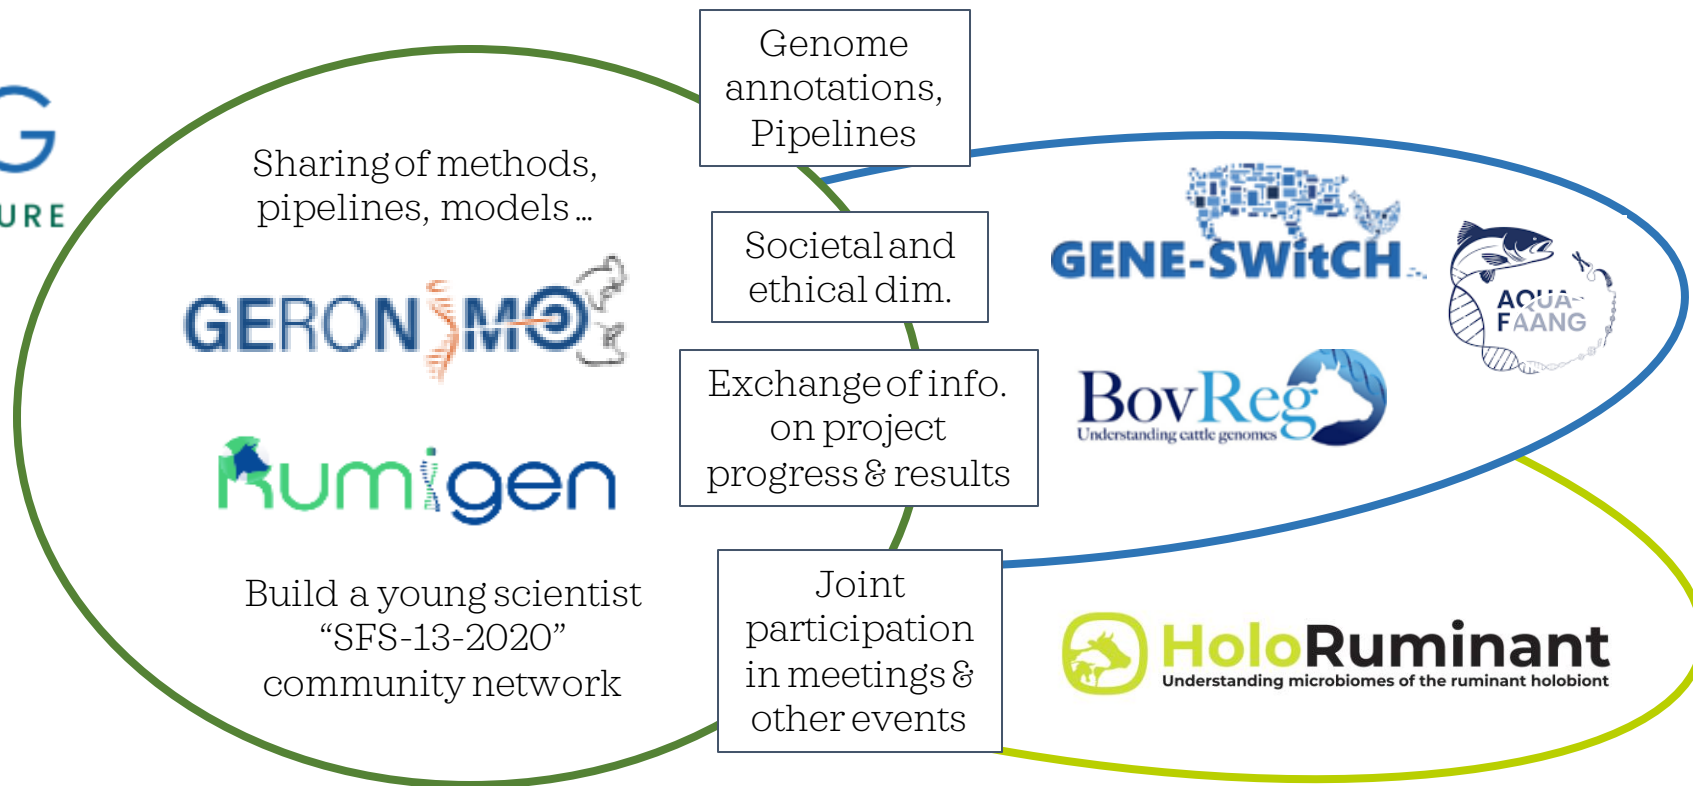 G
URE
Sharing of methods,
pipelines, models ...
GERONIMO
Rumigen
Build a young scientist
“SFS-13-2020”
community network
Genome
annotations,
Pipelines
Societal and
ethical dim.
Exchange of info.
on project
progress & results
Joint
participation
in meetings &
other events
GENE-SWitCH
AQUA-
FAANG
BovReg
Understanding cattle genomes
HoloRuminant
Understanding microbiomes of the ruminant holobiont